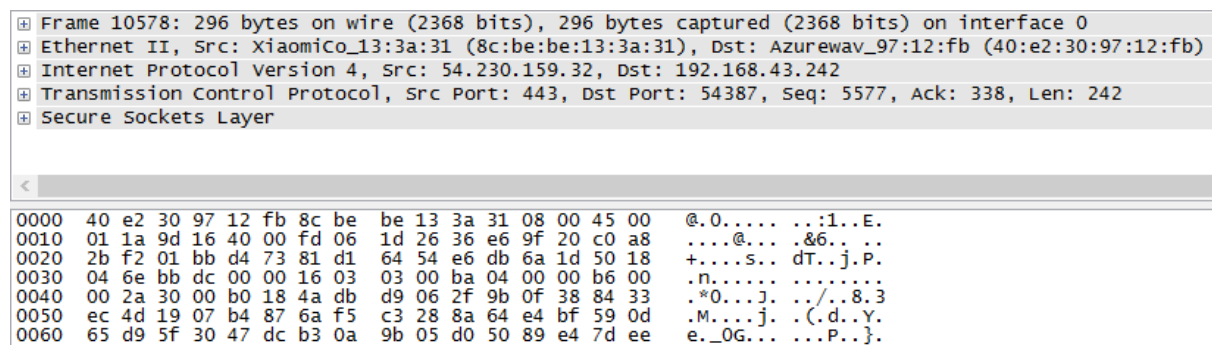 Frame 10578: 296 bytes on wire (2368 bits), 296 bytes captured (2368 bits) on interface 0
Ethernet II, Src: XiaomiCo_13:3a:31 (8c:be:be:13:3a:31), Dst: Azurewav_97:12:fb (40:e2:30:97:12:fb)
Internet Protocol Version 4, Src: 54.230.159.32, Dst: 192.168.43.242
Transmission Control Protocol, Src Port: 443, Dst Port: 54387, Seq: 5577, Ack: 338, Len: 242
Secure Sockets Layer
0000 40 e2 30 97 12 fb 8c be be 13 3a 31 08 00 45 00 @.0..... ..:1..E.
0010 01 1a 9d 16 40 00 fd 06 1d 26 36 e6 9f 20 c0 a8 ....@... .&6.. ..
0020 2b f2 01 bb d4 73 81 d1 64 54 e6 db 6a 1d 50 18 +....s.. dT..j.P.
0030 04 6e bb dc 00 00 16 03 03 00 ba 04 00 00 b6 00 .n...... ........
0040 00 2a 30 00 b0 18 4a db d9 06 2f 9b 0f 38 84 33 .*0...J. ../..8.3
0050 ec 4d 19 07 b4 87 6a f5 c3 28 8a 64 e4 bf 59 0d .M....j. .(.d..Y.
0060 65 d9 5f 30 47 dc b3 0a 9b 05 d0 50 89 e4 7d ee e._0G... ...P..}.